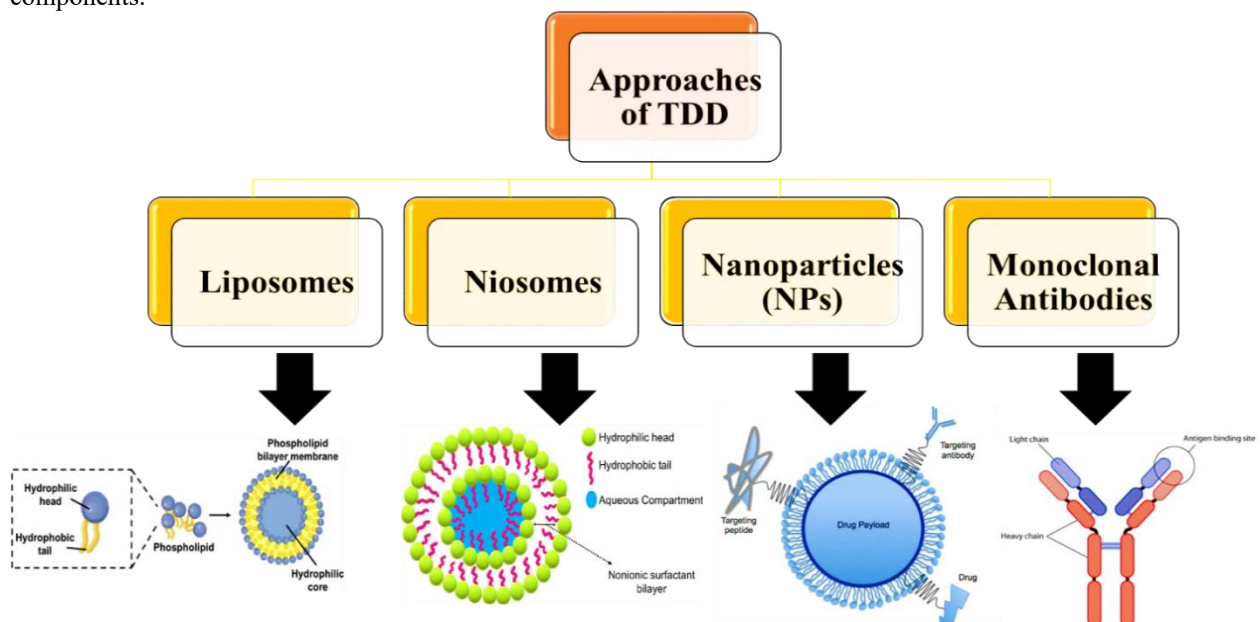 components.
Approaches
of TDD
Liposomes
Niosomes
Nanoparticles
(NPs)
Monoclonal
Antibodies
Phospholipid
bilayer membrane
Hydrophilic
head
Hydrophobic
tail
Phospholipid
Hydrophilic
core
Hydrophilic head
Hydrophobic tail
Aqueous Compartment
Nonionic surfactant
bilayer
Targeting
antibody
Targeting
peptide
Drug Payload
Drug
Light chain
Antigen binding site
Heavy chain